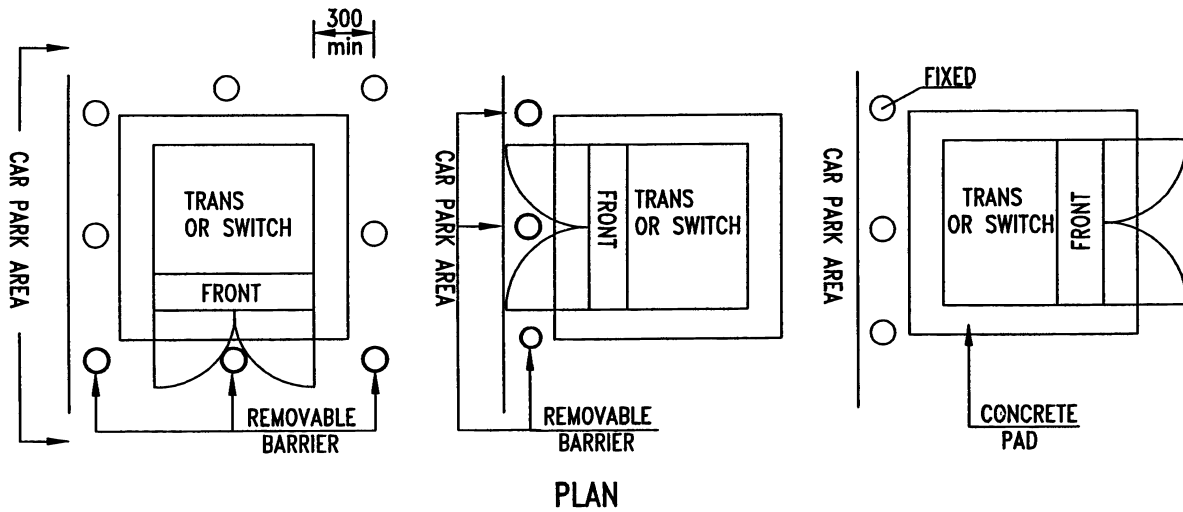 300
min
CAR PARK AREA
TRANS
OR SWITCH
FRONT
REMOVABLE
BARRIER
CAR PARK AREA
FRONT
TRANS
OR SWITCH
REMOVABLE
BARRIER
FIXED
CAR PARK AREA
TRANS
OR SWITCH
FRONT
CONCRETE
PAD
PLAN